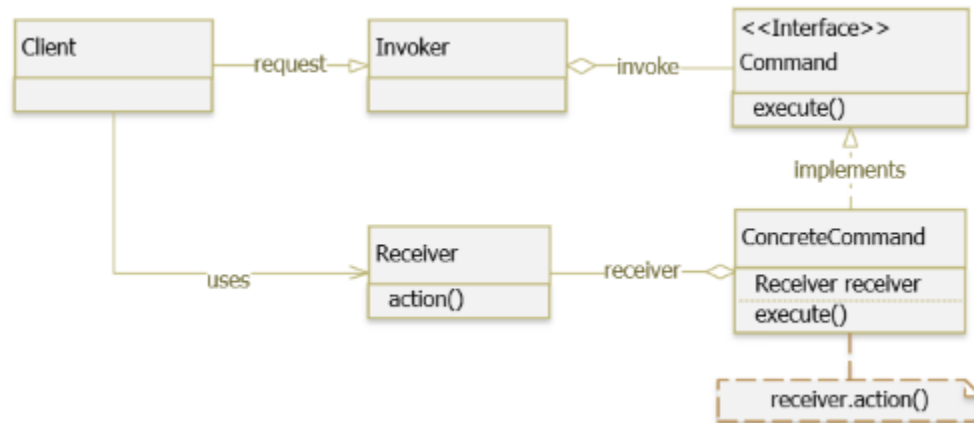 Client
request
Invoker
invoke
<<Interface>>
Command
execute()
implements
uses
Receiver
action()
receiver
ConcreteCommand
Receiver receiver
execute()
receiver.action()